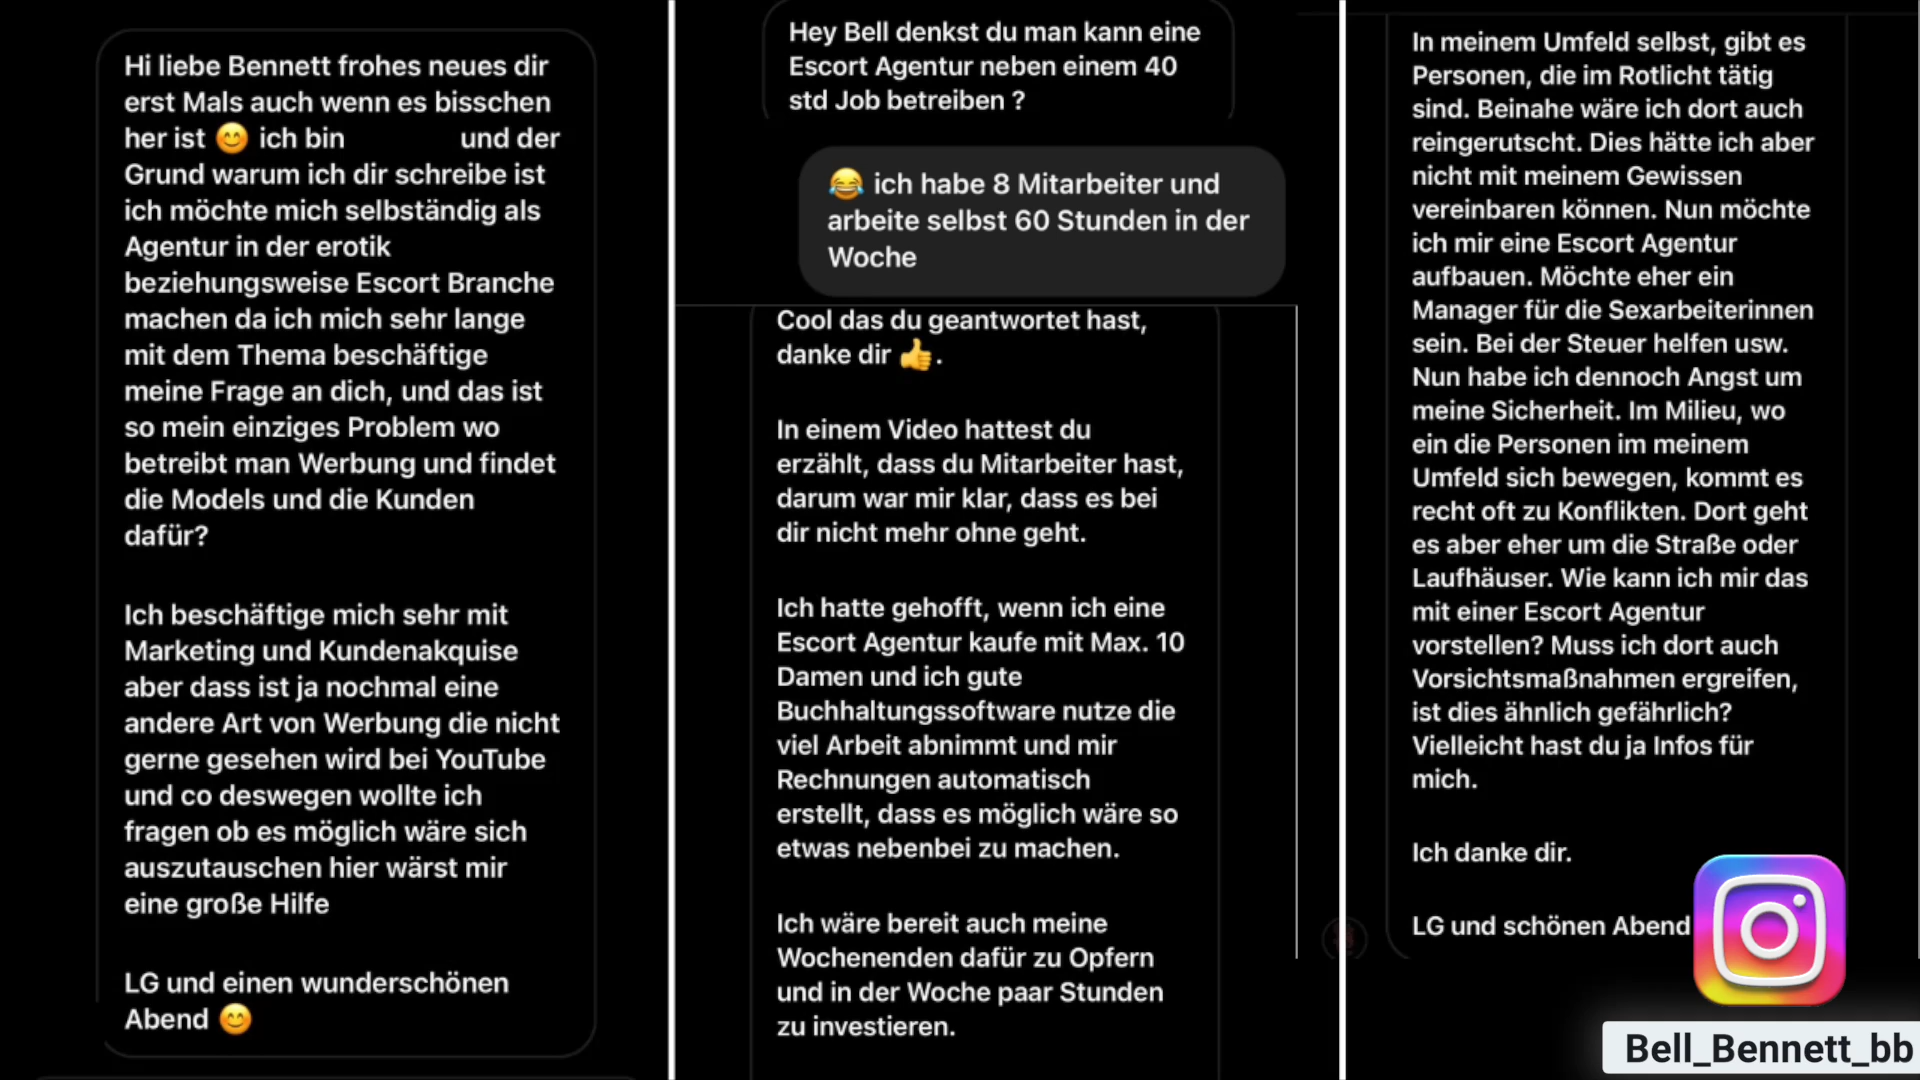 Hi liebe Bennett frohes neues dir
erst Mals auch wenn es bisschen
her ist 😊 ich bin und der
Grund warum ich dir schreibe ist
ich möchte mich selbständig als
Agentur in der erotik
beziehungsweise Escort Branche
machen da ich mich sehr lange
mit dem Thema beschäftige
meine Frage an dich, und das ist
so mein einziges Problem wo
betreibt man Werbung und findet
die Models und die Kunden
dafür?
Ich beschäftige mich sehr mit
Marketing und Kundenakquise
aber dass ist ja nochmal eine
andere Art von Werbung die nicht
gerne gesehen wird bei YouTube
und co deswegen wollte ich
fragen ob es möglich wäre sich
auszutauschen hier wärst mir
eine große Hilfe
LG und einen wunderschönen
Abend 😊
Hey Bell denkst du man kann eine
Escort Agentur neben einem 40
std Job betreiben ?
😂 ich habe 8 Mitarbeiter und
arbeite selbst 60 Stunden in der
Woche
Cool das du geantwortet hast,
danke dir 👍.
In einem Video hattest du
erzählt, dass du Mitarbeiter hast,
darum war mir klar, dass es bei
dir nicht mehr ohne geht.
Ich hatte gehofft, wenn ich eine
Escort Agentur kaufe mit Max. 10
Damen und ich gute
Buchhaltungssoftware nutze die
viel Arbeit abnimmt und mir
Rechnungen automatisch
erstellt, dass es möglich wäre so
etwas nebenbei zu machen.
Ich wäre bereit auch meine
Wochenenden dafür zu Opfern
und in der Woche paar Stunden
zu investieren.
In meinem Umfeld selbst, gibt es
Personen, die im Rotlicht tätig
sind. Beinahe wäre ich dort auch
reingerutscht. Dies hätte ich aber
nicht mit meinem Gewissen
vereinbaren können. Nun möchte
ich mir eine Escort Agentur
aufbauen. Möchte eher ein
Manager für die Sexarbeiterinnen
sein. Bei der Steuer helfen usw.
Nun habe ich dennoch Angst um
meine Sicherheit. Im Milieu, wo
ein die Personen im meinem
Umfeld sich bewegen, kommt es
recht oft zu Konflikten. Dort geht
es aber eher um die Straße oder
Laufhäuser. Wie kann ich mir das
mit einer Escort Agentur
vorstellen? Muss ich dort auch
Vorsichtsmaßnahmen ergreifen,
ist dies ähnlich gefährlich?
Vielleicht hast du ja Infos für
mich.
Ich danke dir.
LG und schönen Abend
Bell_Bennett_bb